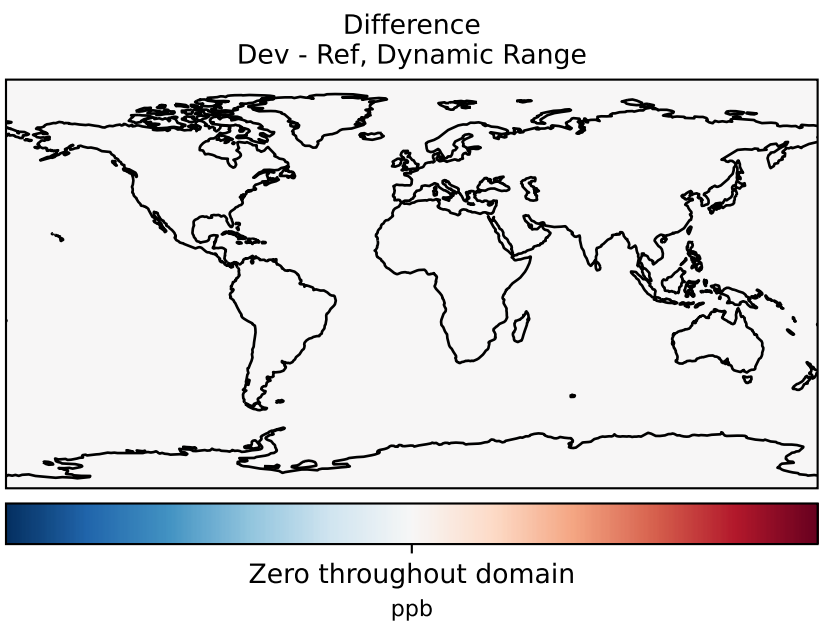 Difference
Dev - Ref, Dynamic Range
Zero throughout domain
ppb